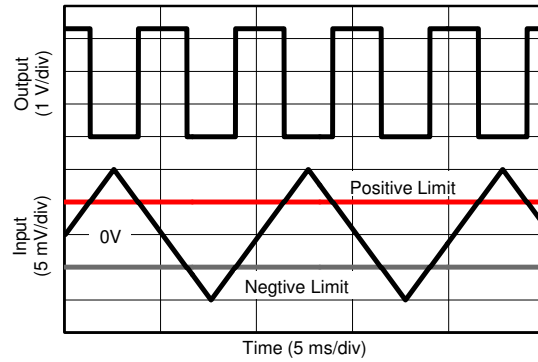 Output
(1 V/div)
Positive Limit
0V
Input
(5 mV/div)
Negtive Limit
Time (5 ms/div)